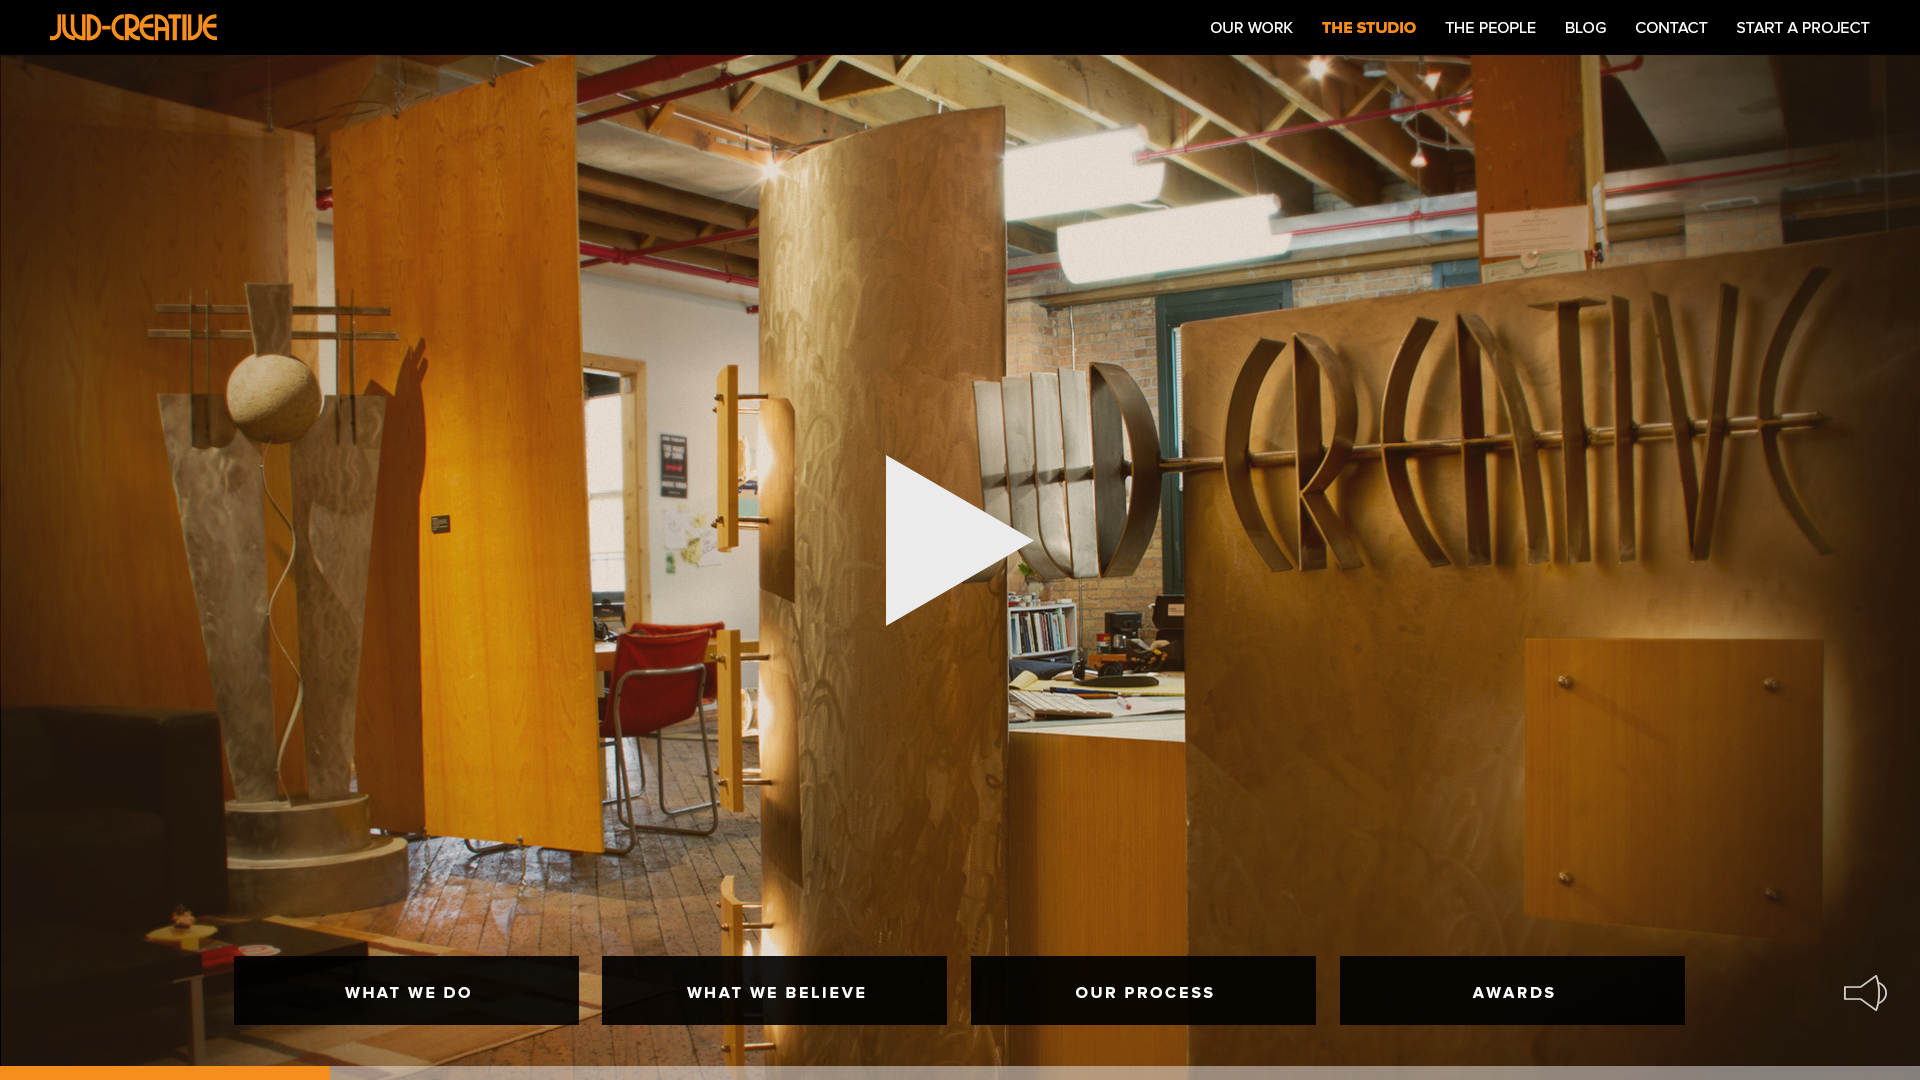 JWD-CREATIVE
OUR WORK THE STUDIO THE PEOPLE BLOG CONTACT START A PROJECT
CREATIVE
WHAT WE DO WHAT WE BELIEVE OUR PROCESS AWARDS